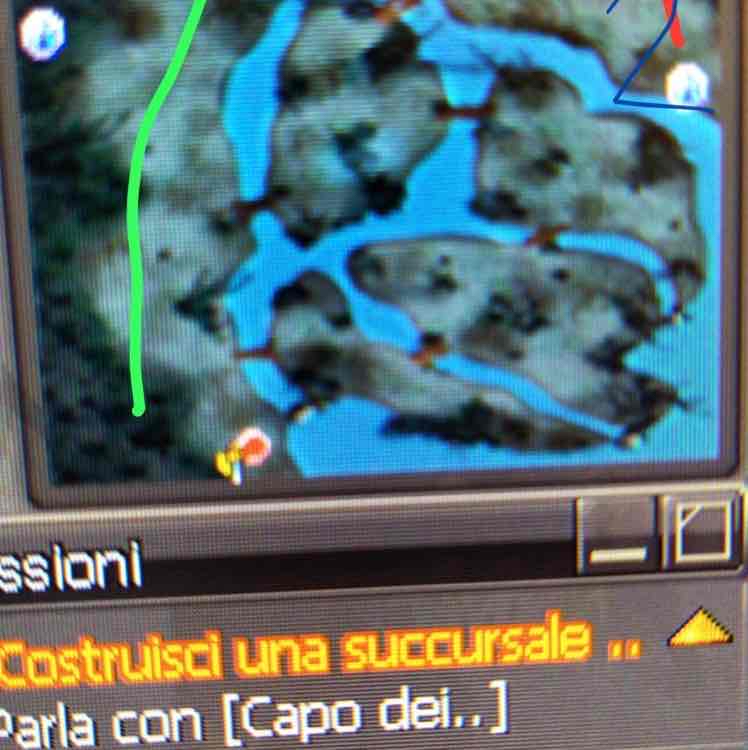 ssioni
Costruisci una succursale ..
Parla con [Capo dei..]